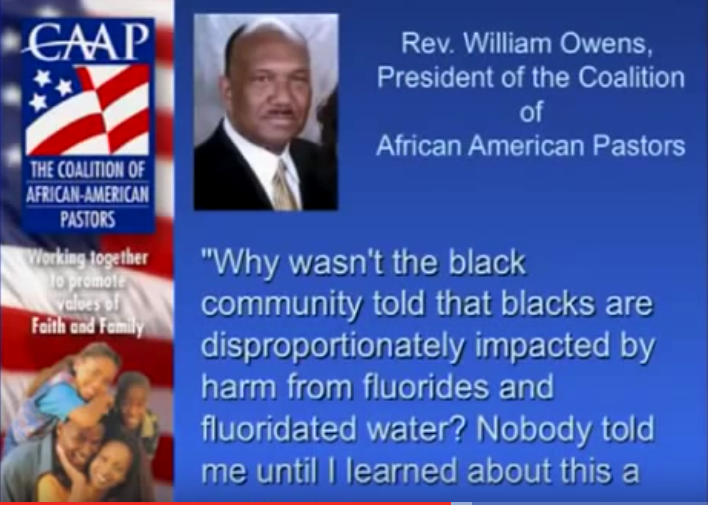 CAAP
THE COALITION OF
AFRICAN-AMERICAN
PASTORS
Working together
to promote
values of
Faith and Family
Rev. William Owens,
President of the Coalition
of
African American Pastors
"Why wasn't the black
community told that blacks are
disproportionately impacted by
harm from fluorides and
fluoridated water? Nobody told
me until I learned about this a